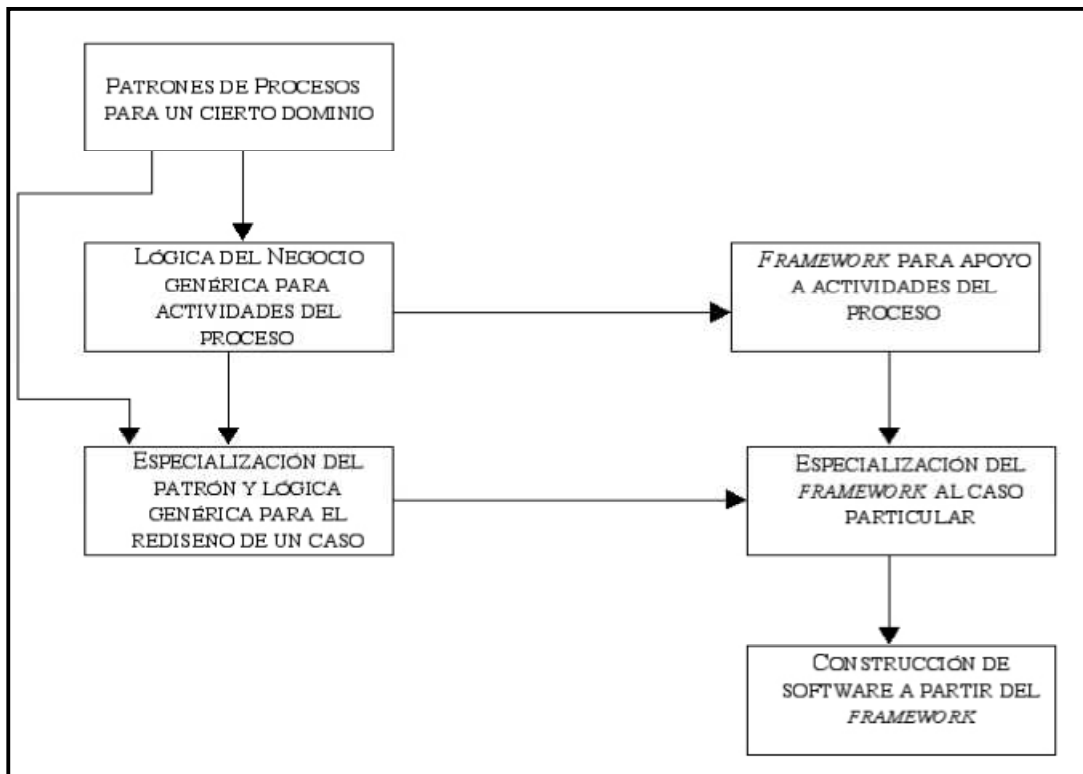 PATRONES DE PROCESOS
PARA UN CIERTO DOMINIO
LÓGICA DEL NEGOCIO
GENÉRICA PARA
ACTIVIDADES DEL
PROCESO
FRAMEWORK PARA APOYO
A ACTIVIDADES DEL
PROCESO
ESPECIALIZACIÓN DEL
PATRÓN Y LÓGICA
GENÉRICA PARA EL
REDISEÑO DE UN CASO
ESPECIALIZACIÓN DEL
FRAMEWORK AL CASO
PARTICULAR
CONSTRUCCIÓN DE
SOFTWARE A PARTIR DEL
FRAMEWORK